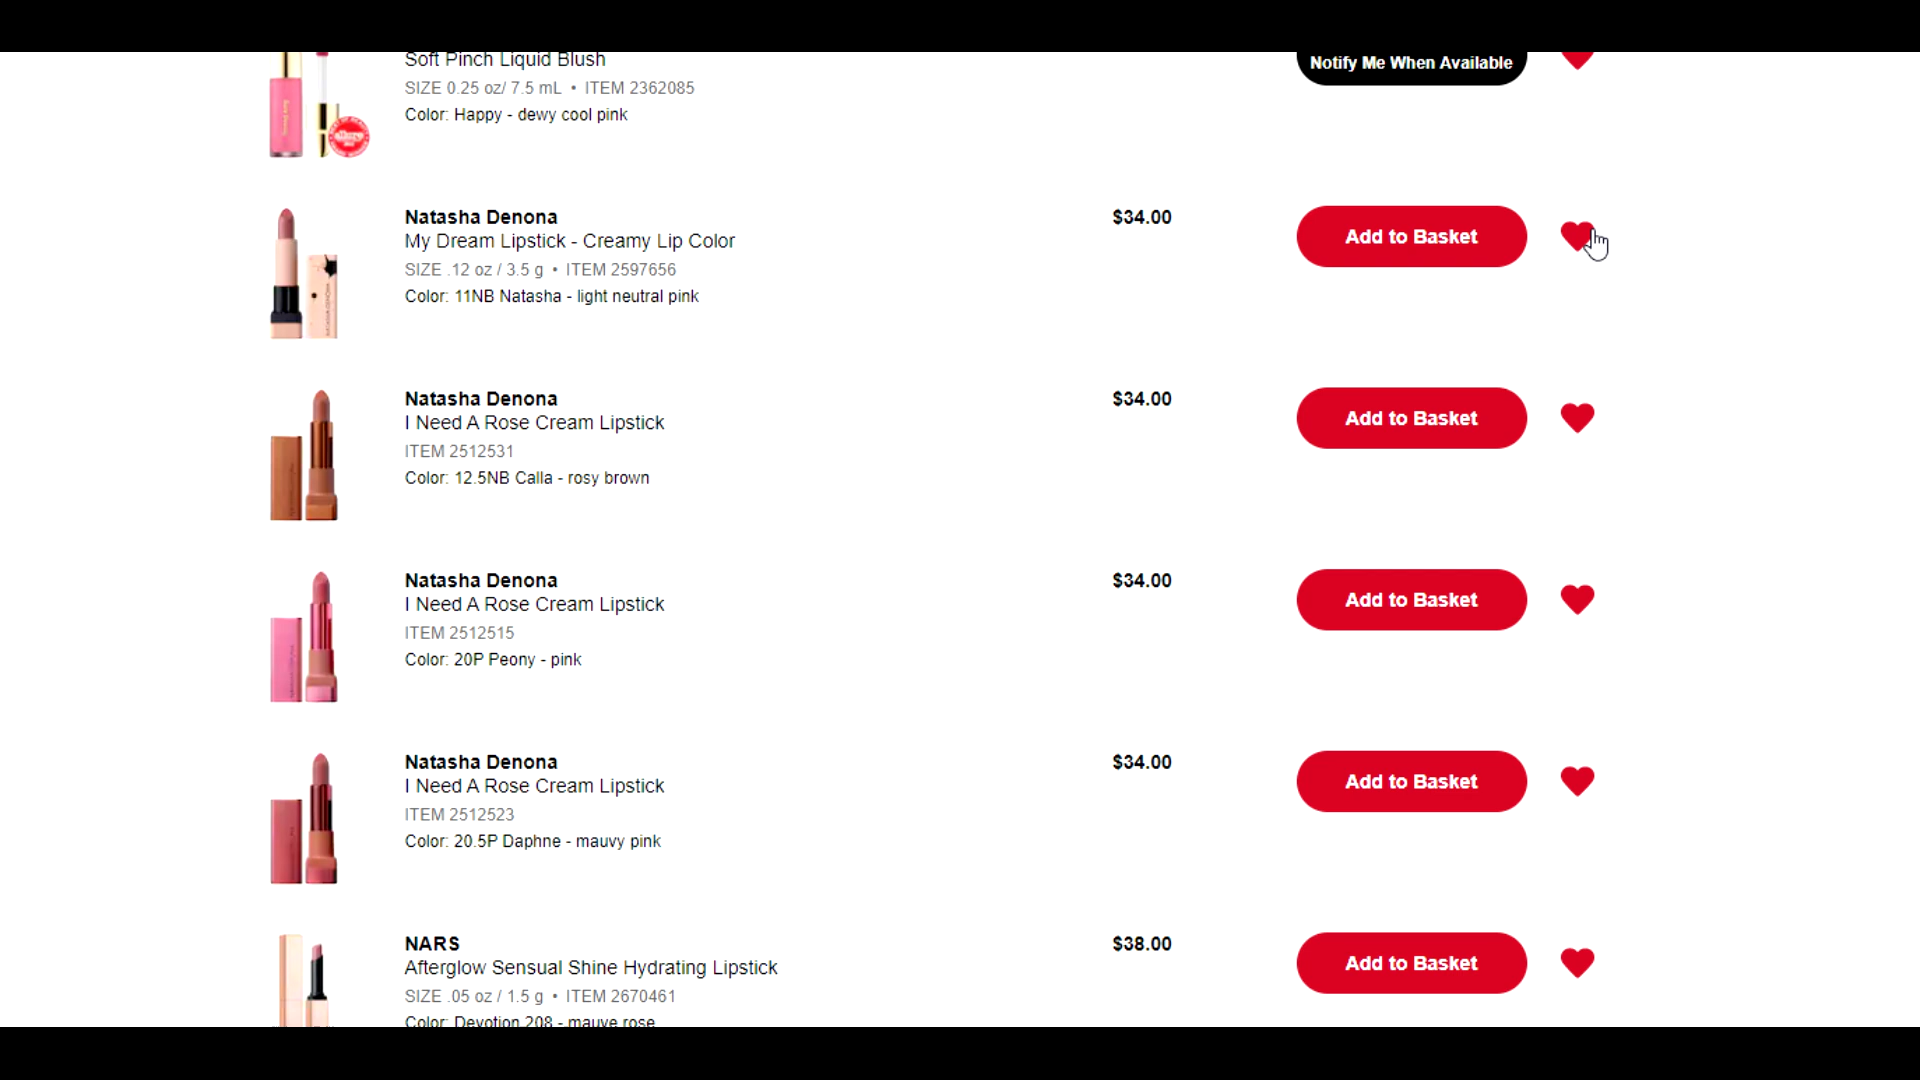 Soft Pinch Liquid Blush
SIZE 0.25 oz/ 7.5 mL • ITEM 2362085
Color: Happy - dewy cool pink
Notify Me When Available
Natasha Denona
My Dream Lipstick - Creamy Lip Color
SIZE .12 oz / 3.5 g • ITEM 2597656
Color: 11NB Natasha - light neutral pink
$34.00
Add to Basket
Natasha Denona
I Need A Rose Cream Lipstick
ITEM 2512531
Color: 12.5NB Calla - rosy brown
$34.00
Add to Basket
Natasha Denona
I Need A Rose Cream Lipstick
ITEM 2512515
Color: 20P Peony - pink
$34.00
Add to Basket
Natasha Denona
I Need A Rose Cream Lipstick
ITEM 2512523
Color: 20.5P Daphne - mauvy pink
$34.00
Add to Basket
NARS
Afterglow Sensual Shine Hydrating Lipstick
SIZE .05 oz / 1.5 g • ITEM 2670461
Color: Devotion 208 - mauve rose
$38.00
Add to Basket